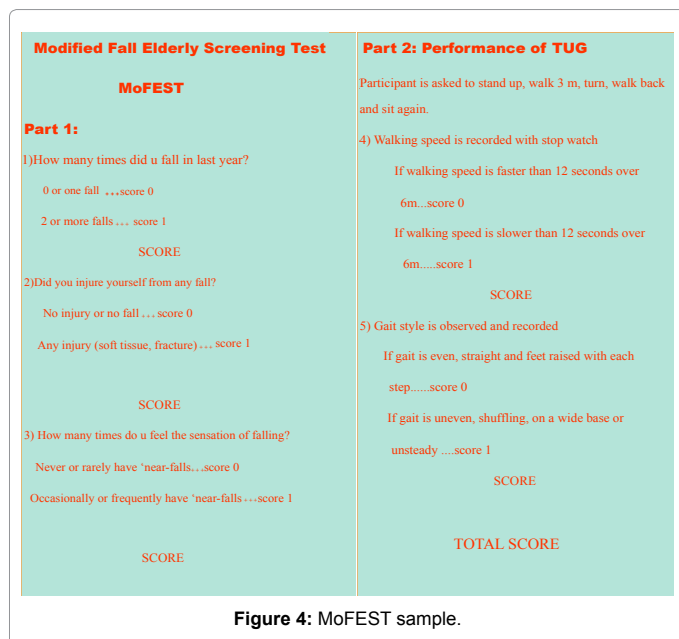 Modified Fall Elderly Screening Test
MoFEST
Part 1:
1)How many times did u fall in last year?
0 or one fall ...score 0
2 or more falls... score 1
SCORE
2)Did you injure yourself from any fall?
No injury or no fall ...score 0
Any injury (soft tissue, fracture)... score 1
SCORE
3) How many times do u feel the sensation of falling?
Never or rarely have ‘near-falls...score 0
Occasionally or frequently have ‘near-falls ...score 1
SCORE
Part 2: Performance of TUG
Participant is asked to stand up, walk 3 m, turn, walk back
and sit again.
4) Walking speed is recorded with stop watch
If walking speed is faster than 12 seconds over
6m...score 0
If walking speed is slower than 12 seconds over
6m.....score 1
SCORE
5) Gait style is observed and recorded
If gait is even, straight and feet raised with each
step......score 0
If gait is uneven, shuffling, on a wide base or
unsteady ....score 1
SCORE
TOTAL SCORE
Figure 4: MoFEST sample.